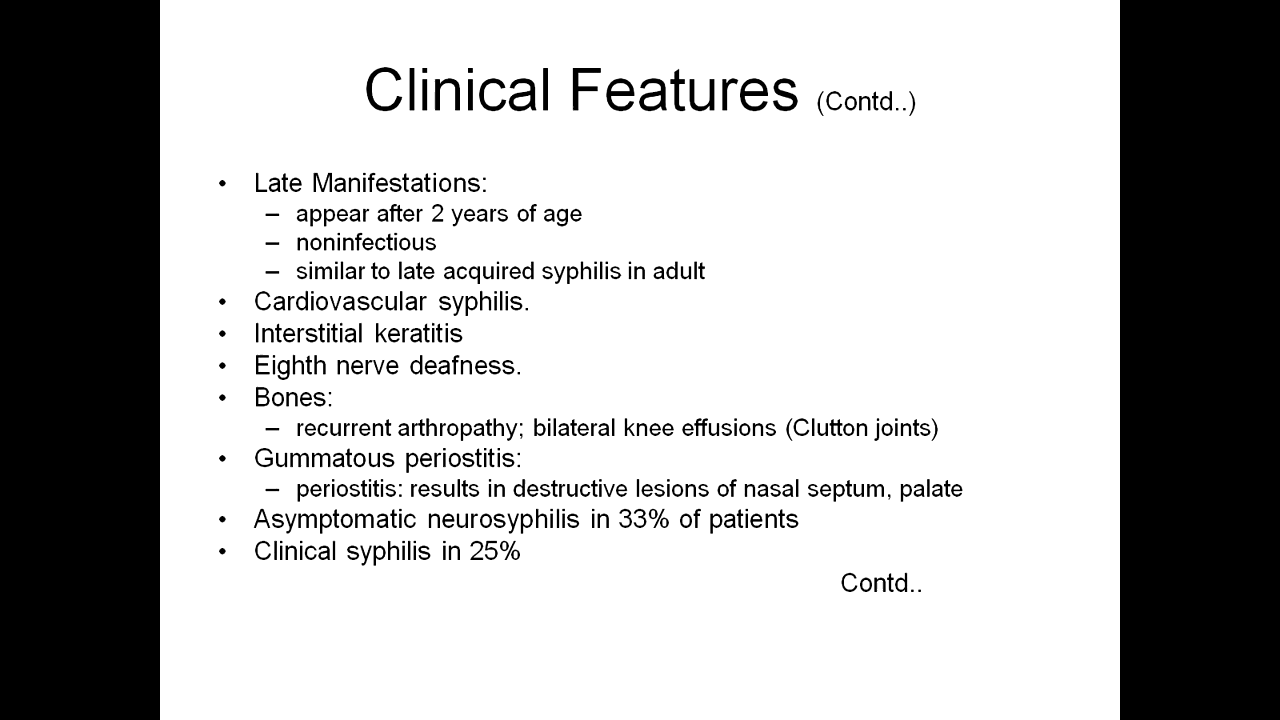 Clinical Features (Contd..)
• Late Manifestations:
– appear after 2 years of age
– noninfectious
– similar to late acquired syphilis in adult
• Cardiovascular syphilis.
• Interstitial keratitis
• Eighth nerve deafness.
• Bones:
– recurrent arthropathy; bilateral knee effusions (Clutton joints)
• Gummatous periostitis:
– periostitis: results in destructive lesions of nasal septum, palate
• Asymptomatic neurosyphilis in 33% of patients
• Clinical syphilis in 25%
Contd..